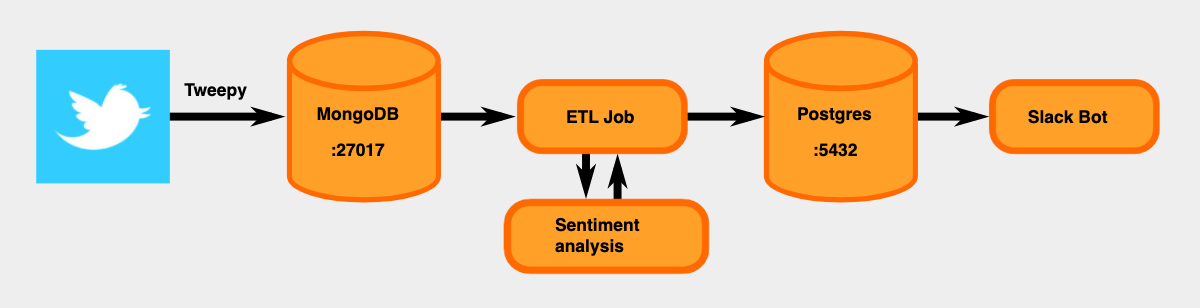 Tweepy
MongoDB
:27017
ETL Job
Sentiment
analysis
Postgres
:5432
Slack Bot